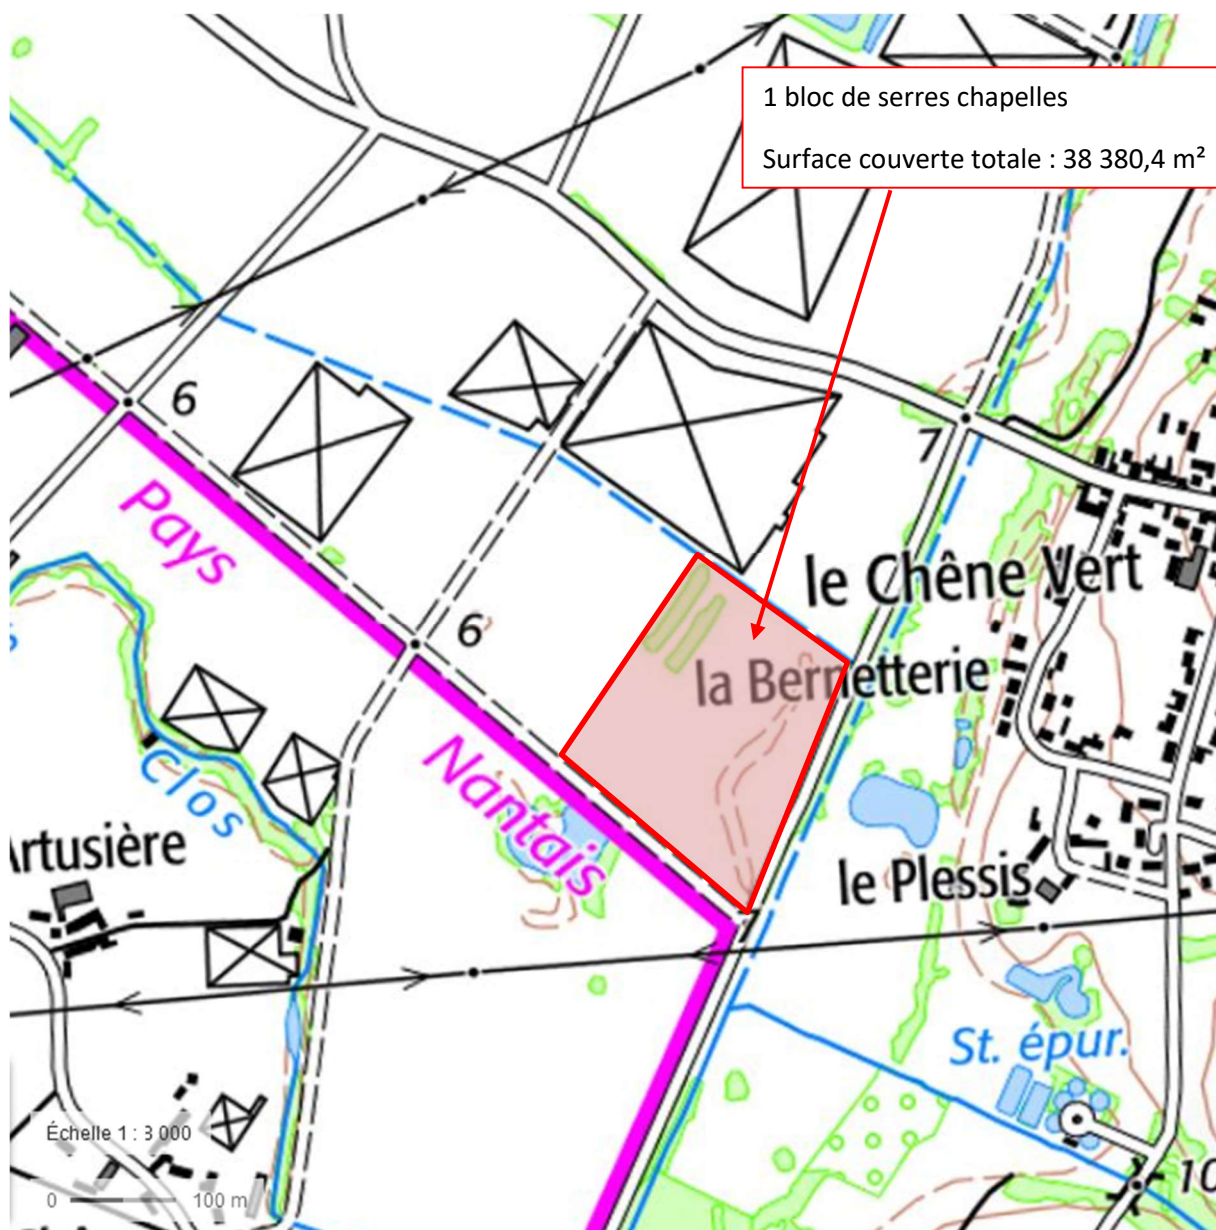 1 bloc de serres chapelles
Surface couverte totale : 38 380,4 m²
6
Pays
7
le Chêne Vert
6
la Bernetterie
Nantais
Clos
Artusière
le Plessis
St. épur.
Échelle 1 : 3 000
0 100 m
10